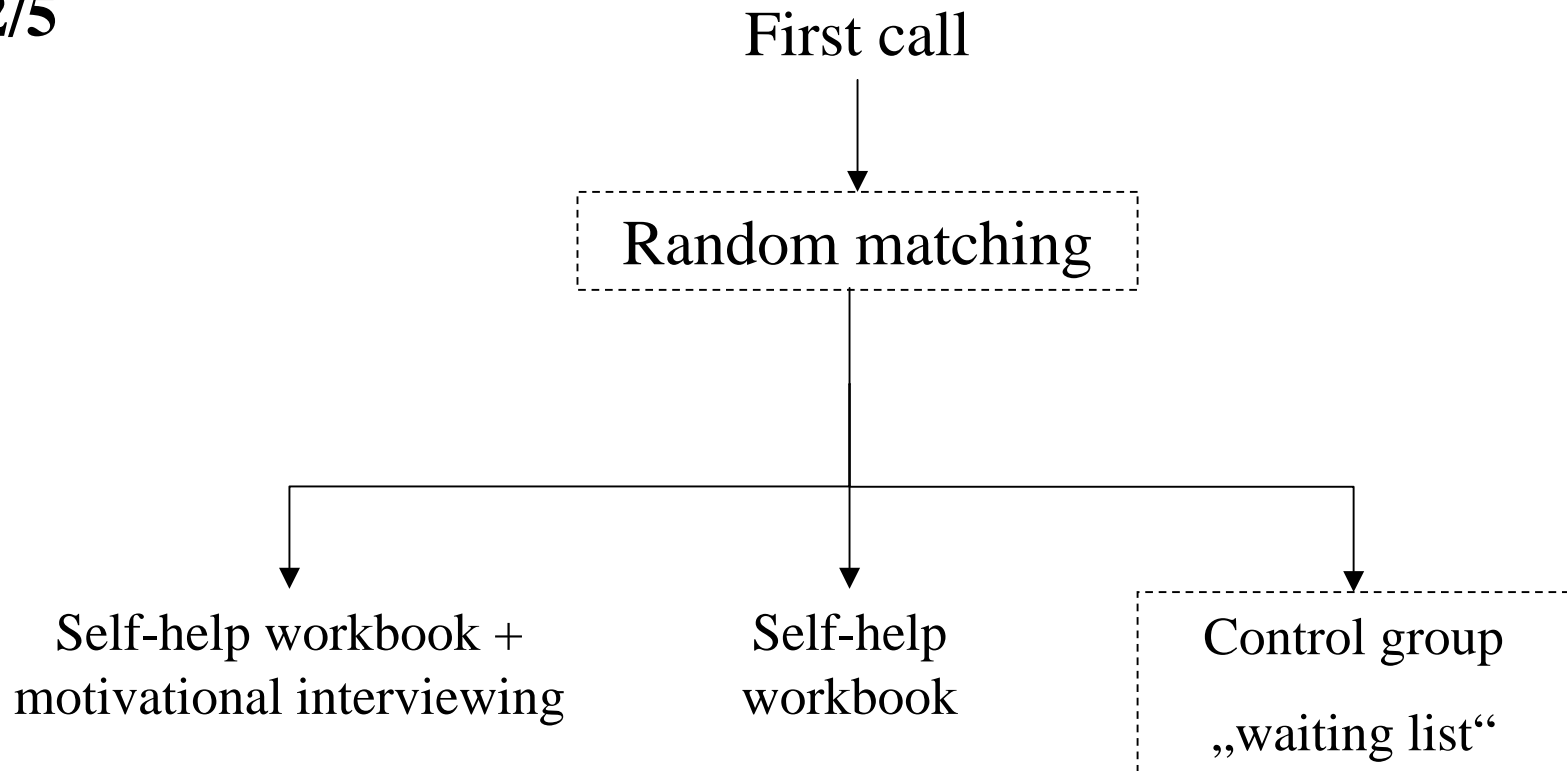 2/5
First call
Random matching
Self-help workbook +
motivational interviewing
Self-help
workbook
Control group
„waiting list“